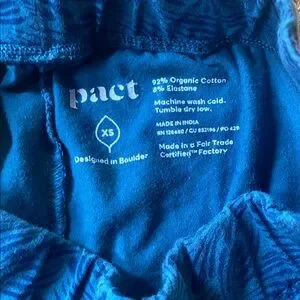 pact
XS
Designed in Boulder
92% Organic Cotton
8% Elastane
Machine wash cold.
Tumble dry low.
MADE IN INDIA
Made in a Fair Trade
Certified™ Factory